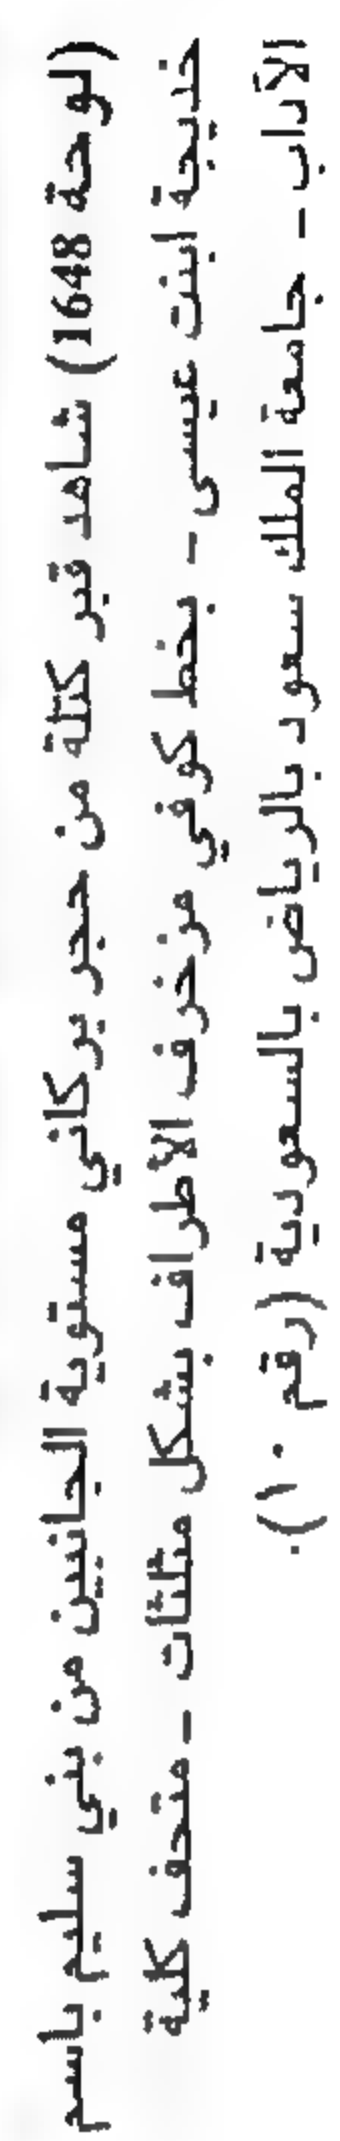 (لوحة 1648) شاهد قبر كتلة من حجر بركاني مستوية الجانبين من بني سليم باسم
خديجة ابنت عيسى - بخط كوفي مزخرف الأطراف بشكل مثلثات - متحف كلية
الآداب - جامعة الملك سعود بالرياض بالسعودية (رقم ١٠).